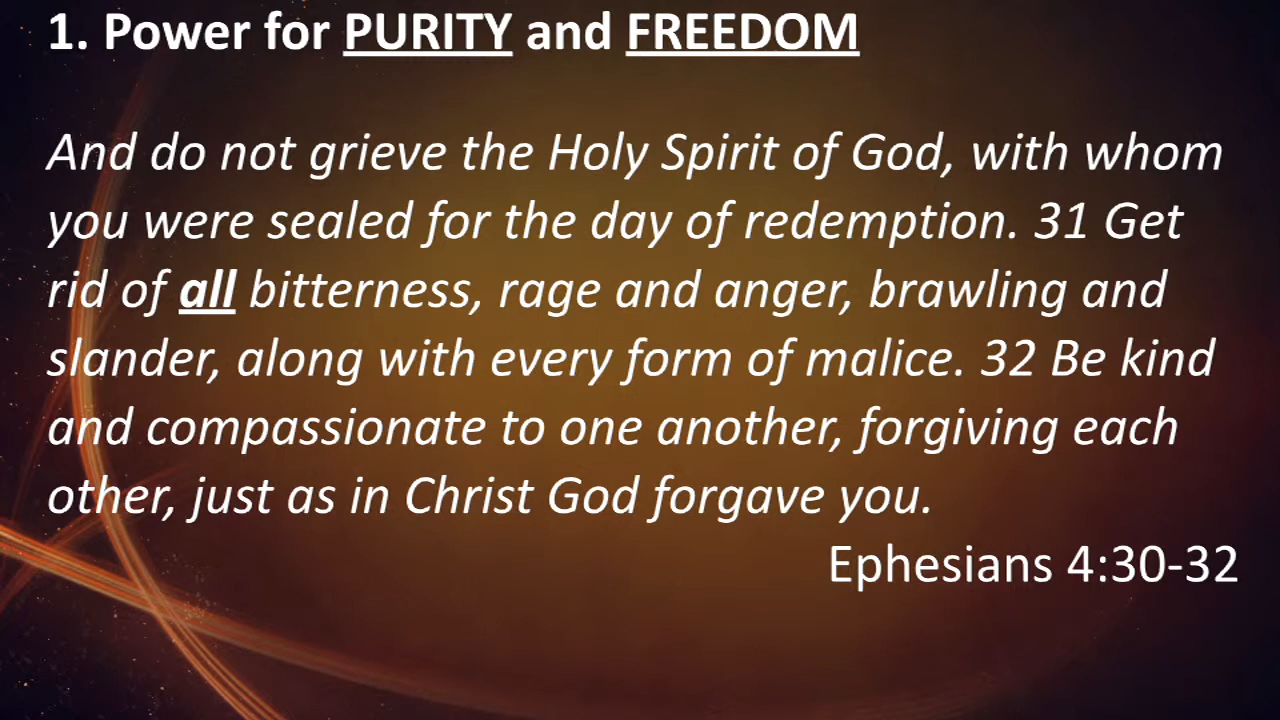 1. Power for PURITY and FREEDOM
And do not grieve the Holy Spirit of God, with whom
you were sealed for the day of redemption. 31 Get
rid of all bitterness, rage and anger, brawling and
slander, along with every form of malice. 32 Be kind
and compassionate to one another, forgiving each
other, just as in Christ God forgave you.
Ephesians 4:30-32